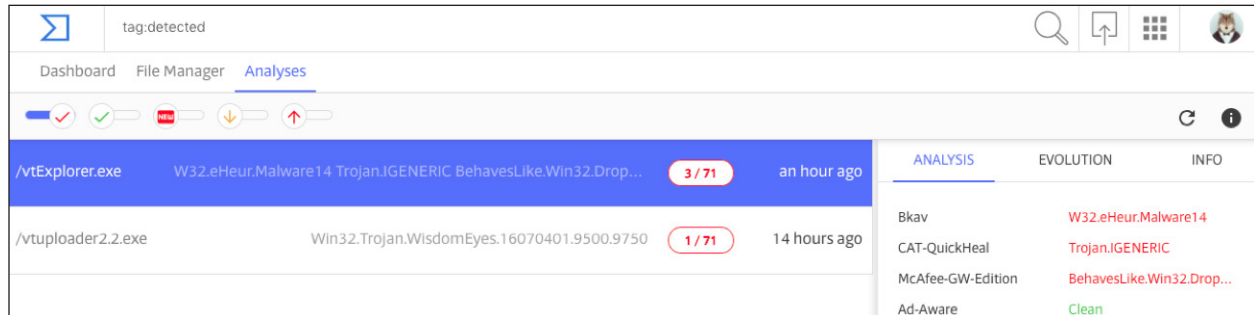 tag:detected
Dashboard File Manager Analyses
NEW
/vtExplorer.exe W32.eHeur.Malware14 Trojan.IGENERIC BehavesLike.Win32.Drop... 3 / 71 an hour ago
/vtuploader2.2.exe Win32.Trojan.WisdomEyes.16070401.9500.9750 1 / 71 14 hours ago
ANALYSIS EVOLUTION INFO
Bkav W32.eHeur.Malware14
CAT-QuickHeal Trojan.IGENERIC
McAfee-GW-Edition BehavesLike.Win32.Drop...
Ad-Aware Clean